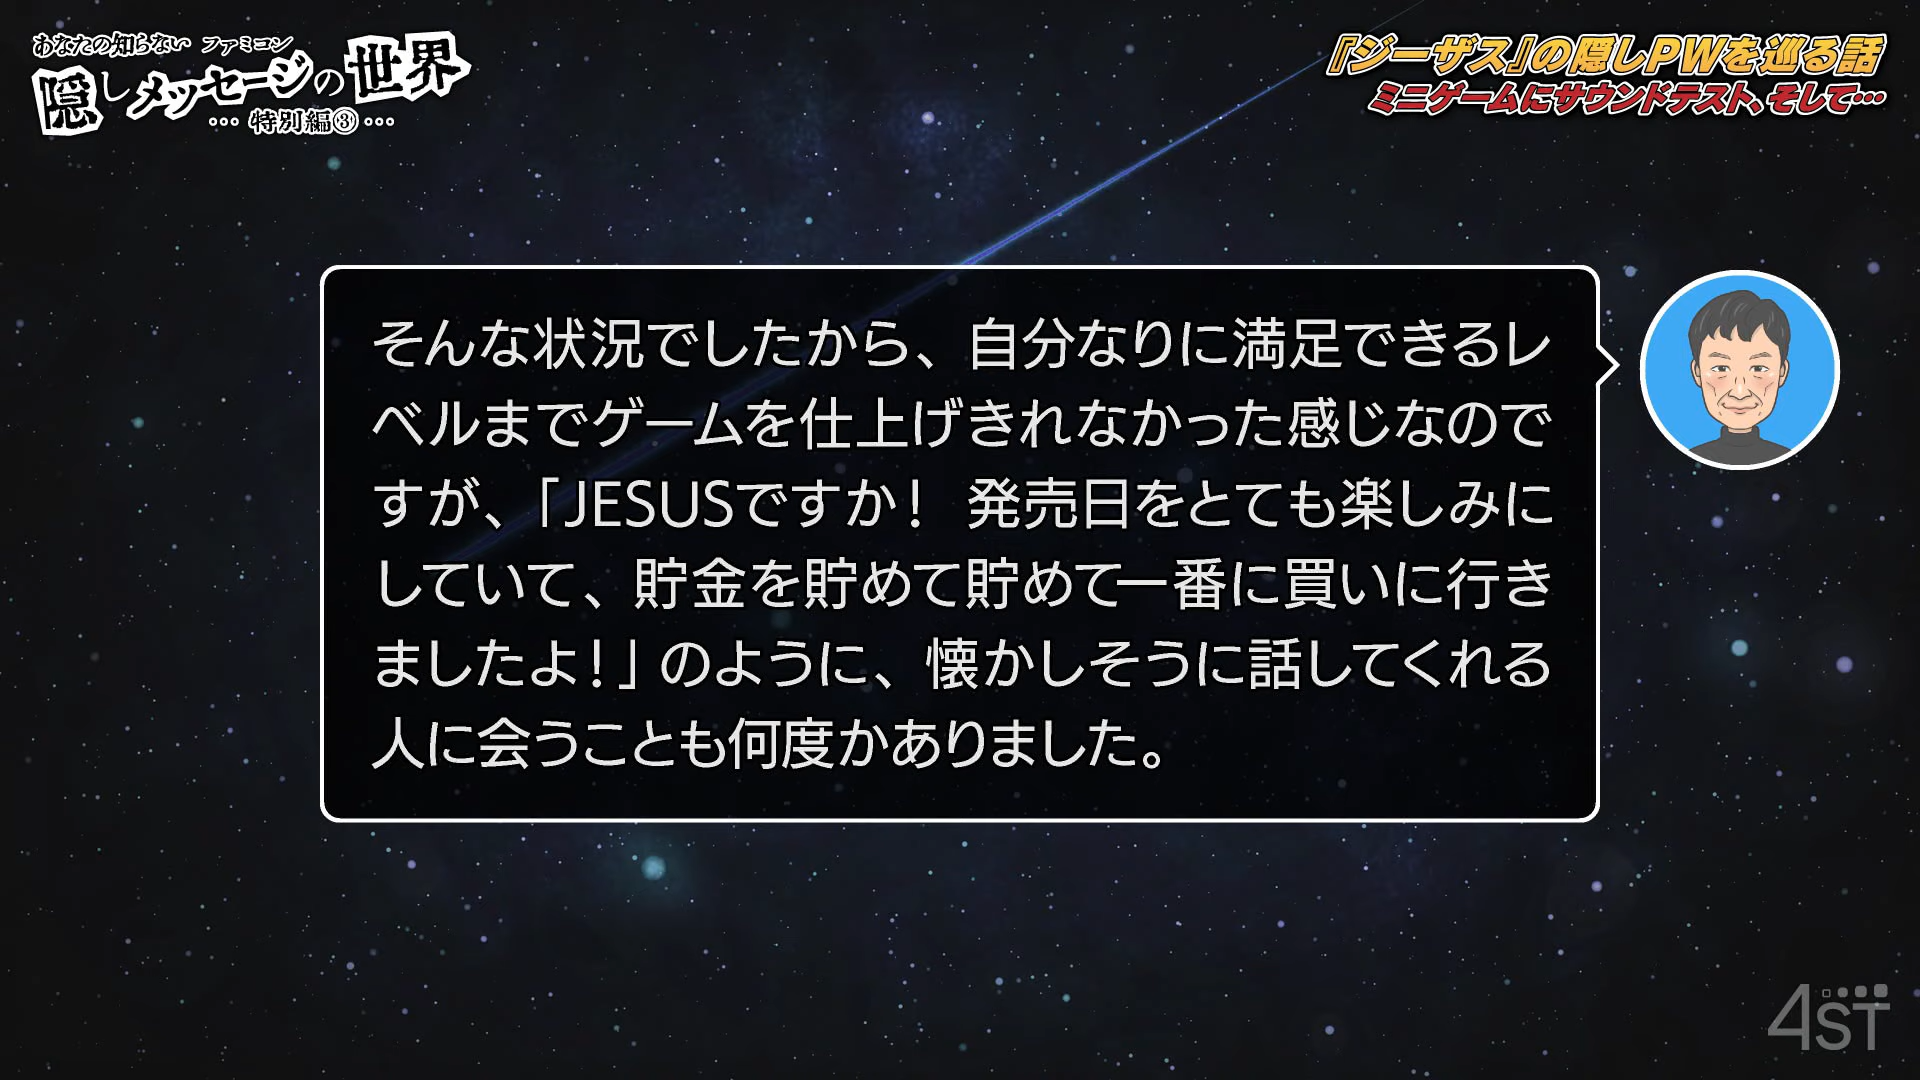 あなたの知らない ファミコン
隠しメッセージの世界
… 特別編③ …
『ジーザス』の隠しPWを巡る話
ミニゲームにサウンドテスト、そして…
そんな状況でしたから、自分なりに満足できるレ
ベルまでゲームを仕上げきれなかった感じなので
すが、「JESUSですか！ 発売日をとても楽しみに
していて、貯金を貯めて貯めて一番に買いに行き
ましたよ！」のように、懐かしそうに話してくれる
人に会うことも何度かありました。
4ST